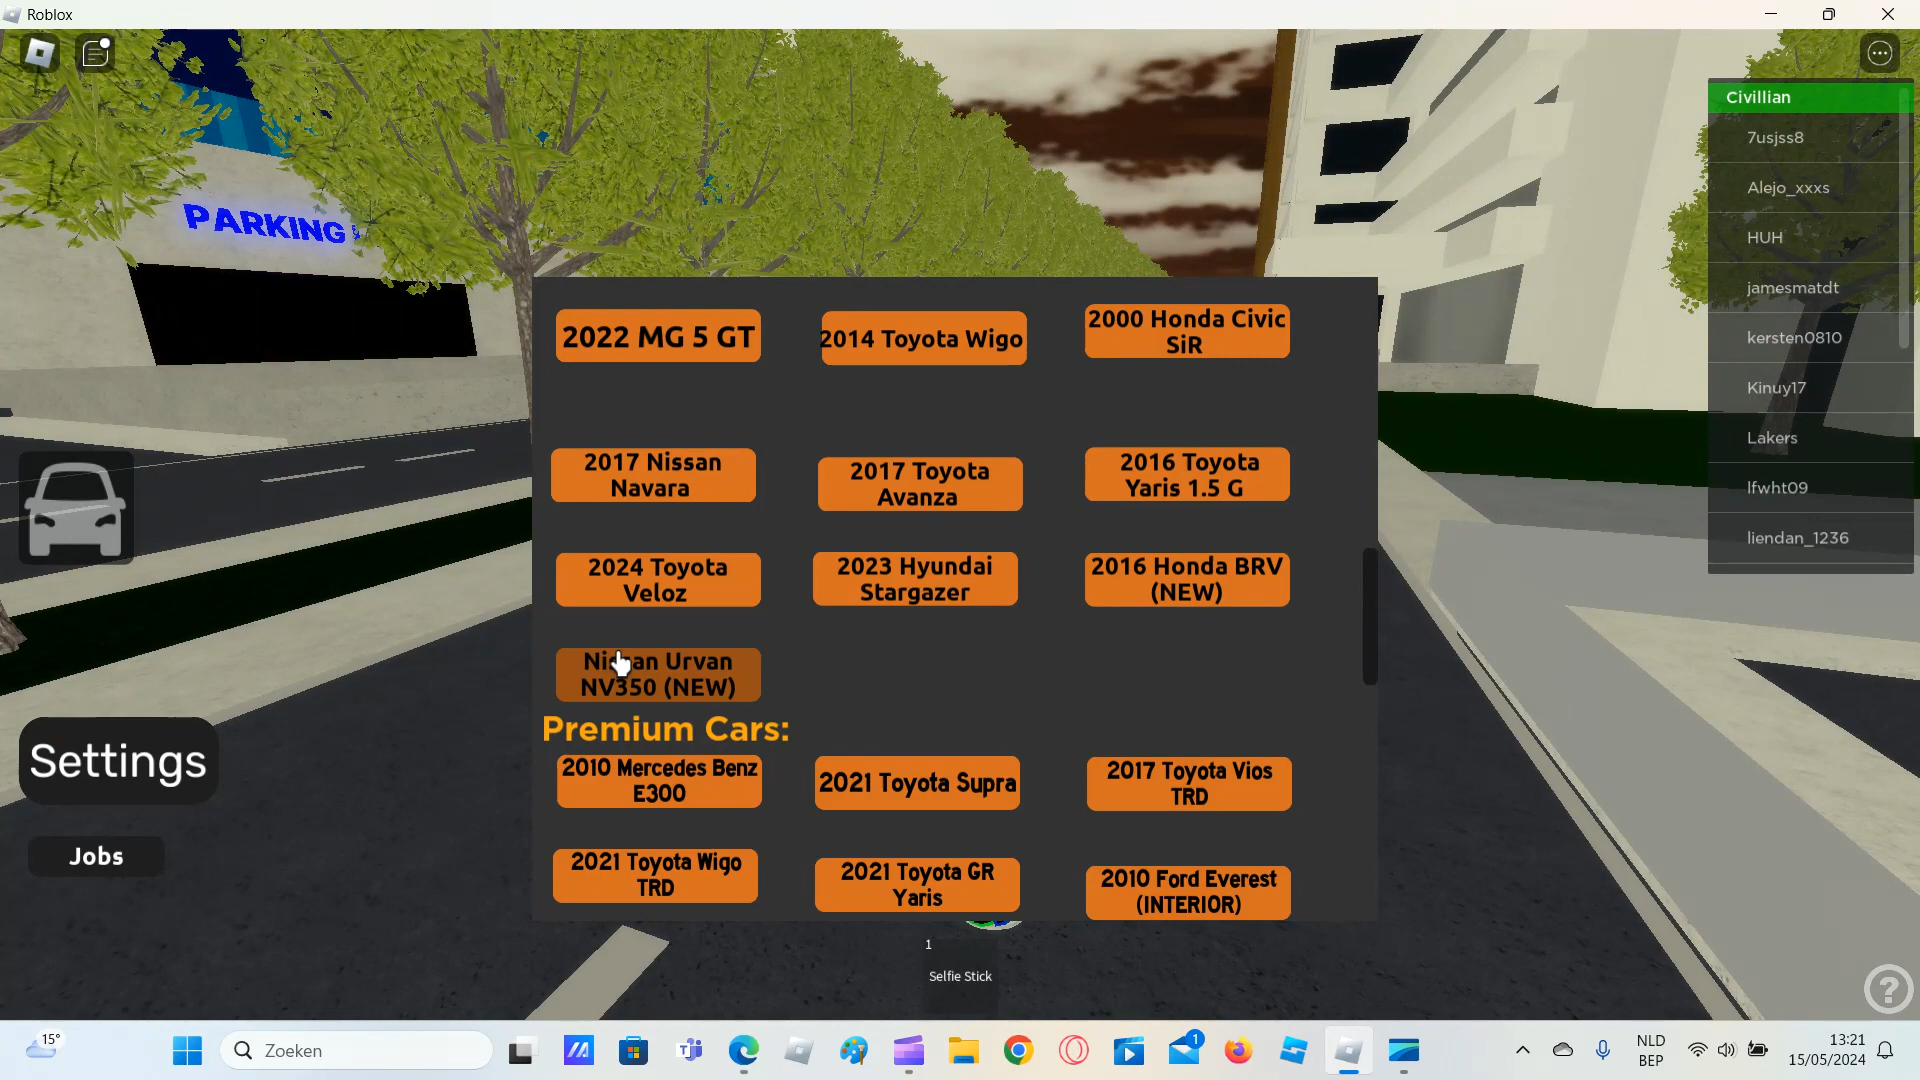 Roblox
Civillian
7usjss8
Alejo_xxxs
HUH
jamesmatdt
kersten0810
Kinuy17
Lakers
lfwht09
liendan_1236
PARKING
2022 MG 5 GT
2014 Toyota Wigo
2000 Honda Civic
SiR
2017 Nissan
Navara
2017 Toyota
Avanza
2016 Toyota
Yaris 1.5 G
2024 Toyota
Veloz
2023 Hyundai
Stargazer
2016 Honda BRV
(NEW)
Nissan Urvan
NV350 (NEW)
Premium Cars:
2010 Mercedes Benz
E300
2021 Toyota Supra
2017 Toyota Vios
TRD
2021 Toyota Wigo
TRD
2021 Toyota GR
Yaris
2010 Ford Everest
(INTERIOR)
Settings
Jobs
1
Selfie Stick
?
15°
Zoeken
1
NLD
BEP
13:21
15/05/2024